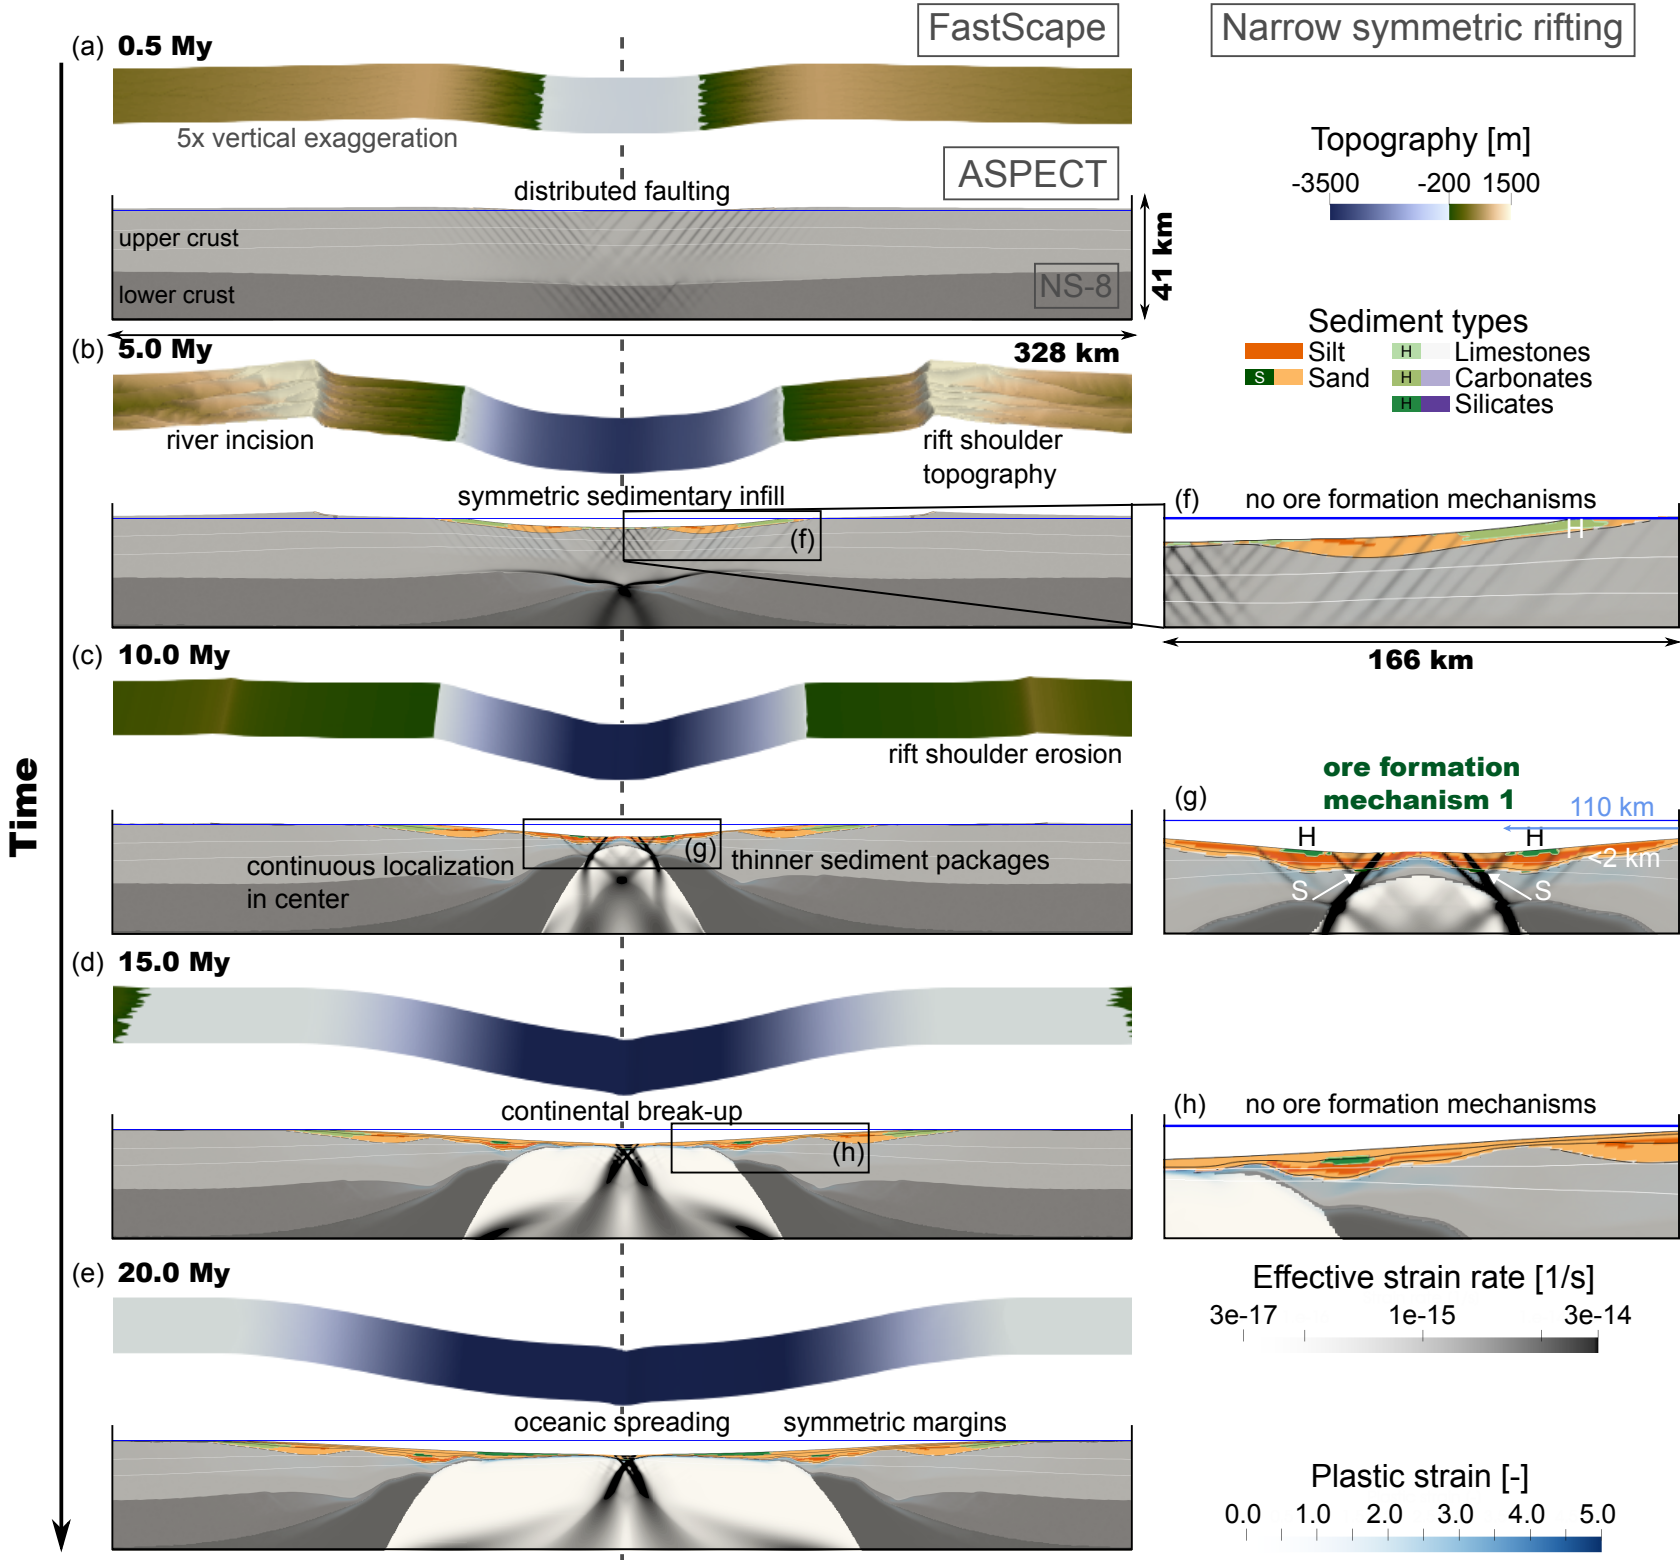 FastScape
Narrow symmetric rifting
(a) 0.5 My
5x vertical exaggeration
Topography [m]
-3500 -200 1500
ASPECT
distributed faulting
upper crust
lower crust
NS-8
41 km
328 km
Sediment types
Silt
S Sand
H Limestones
H Carbonates
H Silicates
(b) 5.0 My
river incision
rift shoulder
topography
symmetric sedimentary infill
(f)
(f) no ore formation mechanisms
H
166 km
(c) 10.0 My
rift shoulder erosion
continuous localization
in center
(g)
thinner sediment packages
(g)
ore formation
mechanism 1
110 km
H H
<2 km
S S
Time
(d) 15.0 My
continental break-up
(h)
(h) no ore formation mechanisms
(e) 20.0 My
oceanic spreading
symmetric margins
Effective strain rate [1/s]
3e-17 1e-15 3e-14
Plastic strain [-]
0.0 1.0 2.0 3.0 4.0 5.0